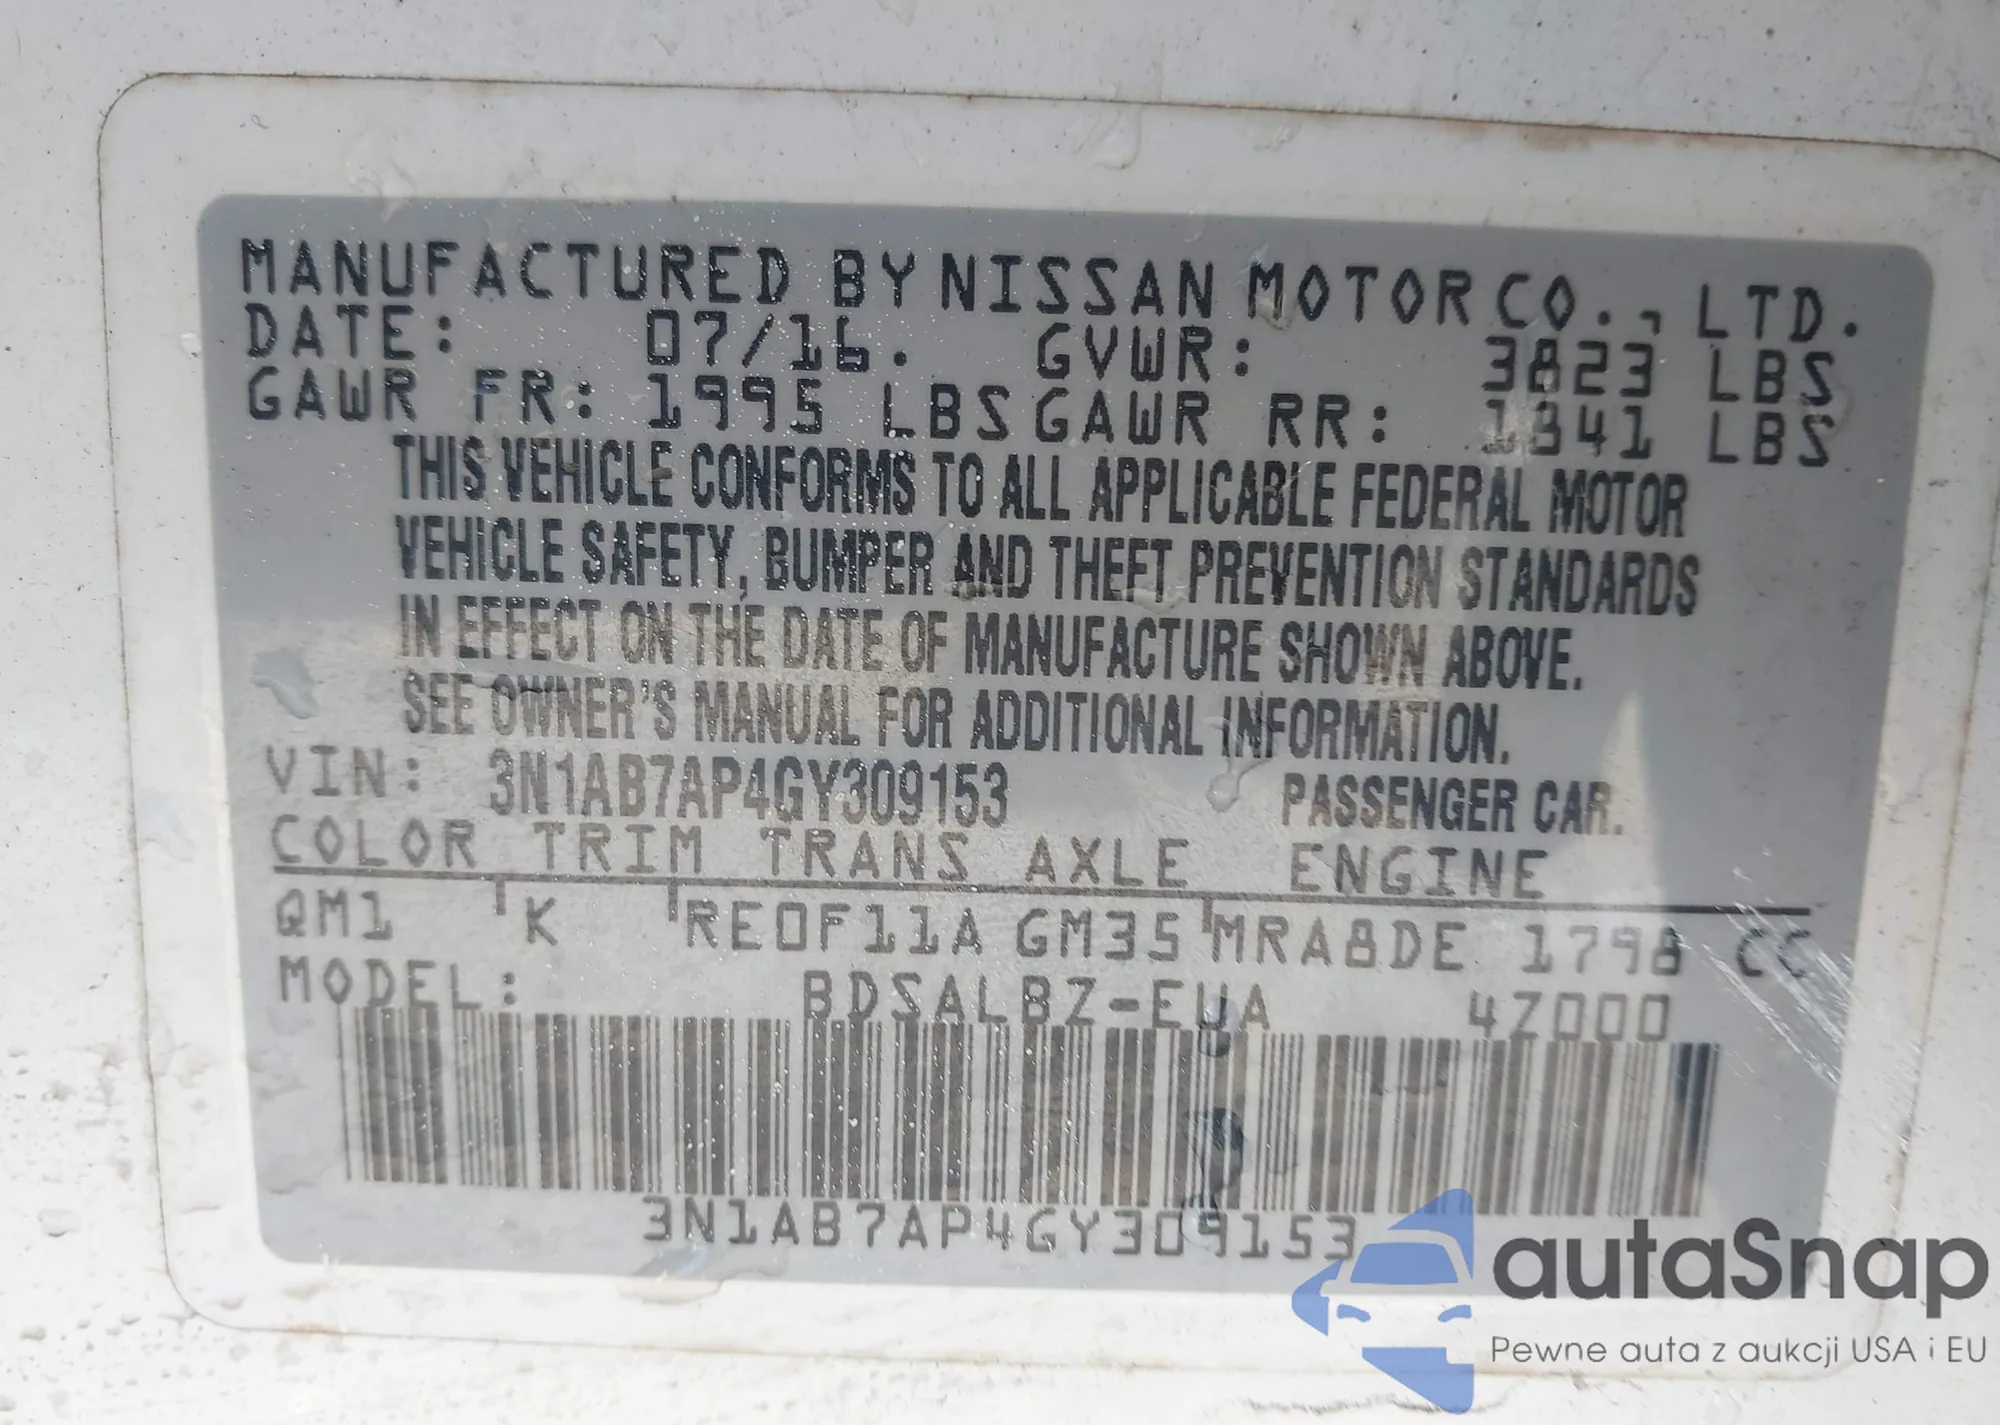 MANUFACTURED BY NISSAN MOTOR CO., LTD.
DATE: 07/16. GVWR: 3823 LBS
GAWR FR: 1995 LBS GAWR RR: 1841 LBS
THIS VEHICLE CONFORMS TO ALL APPLICABLE FEDERAL MOTOR
VEHICLE SAFETY, BUMPER AND THEFT PREVENTION STANDARDS
IN EFFECT ON THE DATE OF MANUFACTURE SHOWN ABOVE.
SEE OWNER'S MANUAL FOR ADDITIONAL INFORMATION.
VIN: 3N1AB7AP4GY309153 PASSENGER CAR.
COLOR TRIM TRANS AXLE ENGINE
QM1 K RE0F11A GM35 MRA8DE 1798 CC
MODEL: BDSALBZ-EUA 4Z000
3N1AB7AP4GY309153
autaSnap
Pewne auta z aukcji USA i EU